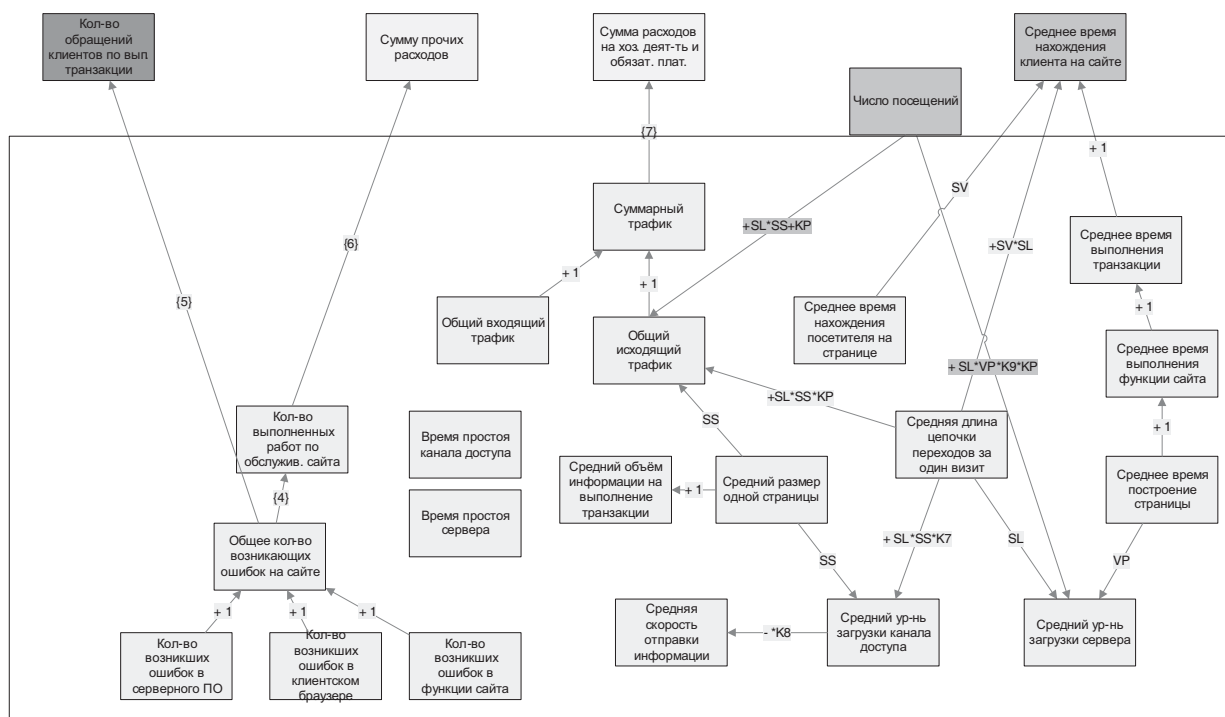 Кол-во
обращений
клиентов по вып.
транзакции
Сумму прочих
расходов
Сумма расходов
на хоз. деят-ть и
обязат. плат.
Число посещений
Среднее время
нахождения
клиента на сайте
{7}
SV
+ 1
Суммарный
трафик
+SL*SS+KP
{6}
+SV*SL
Среднее время
выполнения
транзакции
+ 1
+ 1
{5}
Общий входящий
трафик
Общий
исходящий
трафик
Среднее время
нахождения
посетителя на
странице
+ 1
Среднее время
выполнения
функции сайта
+ SL*VP*K9*KP
+SL*SS*KP
SS
+ 1
Кол-во
выполненных
работ по
обслужив. сайта
Время простоя
канала доступа
Средняя длина
цепочки
переходов за
один визит
Средний объём
информации на
выполнение
транзакции
+ 1
Средний размер
одной страницы
Среднее время
построение
страницы
{4}
Время простоя
сервера
Общее кол-во
возникающих
ошибок на сайте
SS
+ SL*SS*K7
SL
VP
+ 1
+ 1
+ 1
Кол-во
возникших
ошибок в
серверного ПО
Кол-во
возникших
ошибок в
клиентском
браузере
Кол-во
возникших
ошибок в
функции сайта
Средняя
скорость
отправки
информации
- *K8
Средний ур-нь
загрузки канала
доступа
Средний ур-нь
загрузки сервера